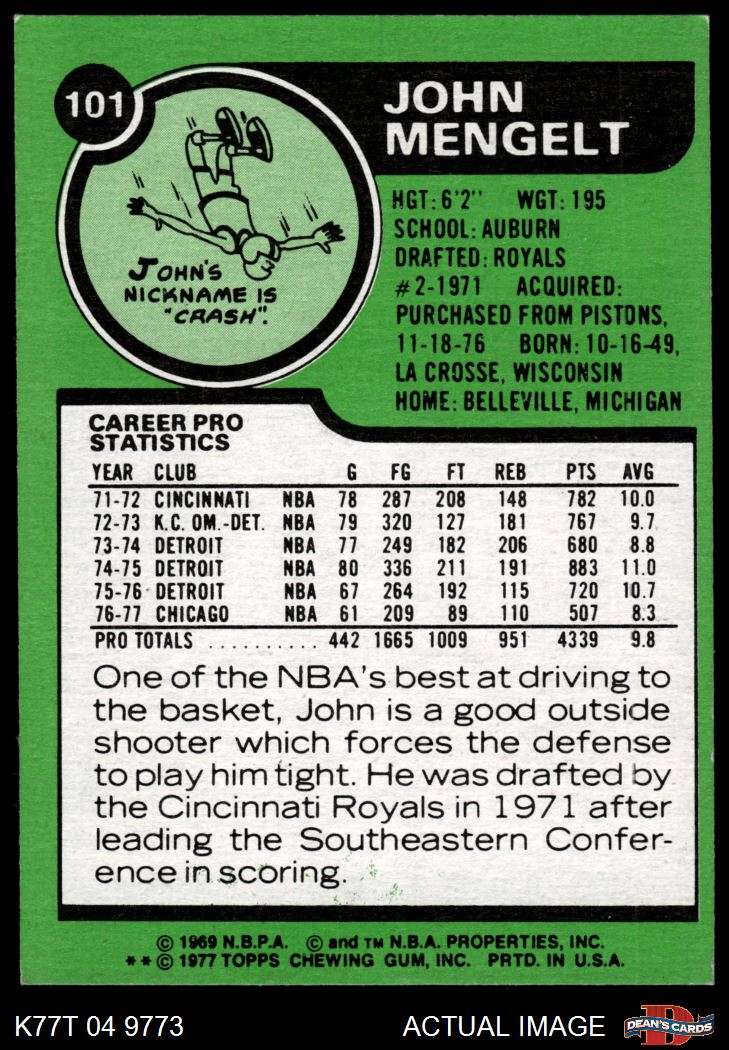 101
JOHN
MENGELT
JOHN'S
NICKNAME IS
"CRASH".
HGT: 6'2" WGT: 195
SCHOOL: AUBURN
DRAFTED: ROYALS
#2-1971 ACQUIRED:
PURCHASED FROM PISTONS,
11-18-76 BORN: 10-16-49,
LA CROSSE, WISCONSIN
HOME: BELLEVILLE, MICHIGAN
CAREER PRO
STATISTICS
YEAR CLUB G FG FT REB PTS AVG
71-72 CINCINNATI NBA 78 287 208 148 782 10.0
72-73 K.C. OM.-DET. NBA 79 320 127 181 767 9.7
73-74 DETROIT NBA 77 249 182 206 680 8.8
74-75 DETROIT NBA 80 336 211 191 883 11.0
75-76 DETROIT NBA 67 264 192 115 720 10.7
76-77 CHICAGO NBA 61 209 89 110 507 8.3
PRO TOTALS .......... 442 1665 1009 951 4339 9.8
One of the NBA's best at driving to
the basket, John is a good outside
shooter which forces the defense
to play him tight. He was drafted by
the Cincinnati Royals in 1971 after
leading the Southeastern Confer-
ence in scoring.
© 1969 N.B.P.A. © and TM N.B.A. PROPERTIES, INC.
** © 1977 TOPPS CHEWING GUM, INC. PRTD. IN U.S.A.
K77T 04 9773 ACTUAL IMAGE
D
DEAN'S CARDS